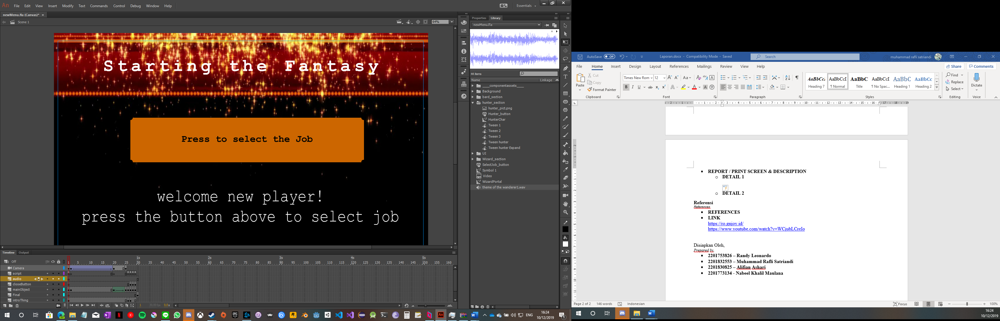 An File Edit View Insert Modify Text Commands Control Debug Window Help Essentials
newMenu.fla (Canvas)* ×
Scene 1 64%
Starting the Fantasy
Press to select the Job
welcome new player!
press the button above to select job
Timeline Output
1s 2s 3s 4s 5s
Off 1 5 10 15 20 25 30 35 40 45 50 55 60 65 70 75 80 85 90 95 100 105 110 115 120 125 130 135 140 145 150 155 160
Camera
script
audio
closeButton
mainObject
Final
introThing
1 30.00 fps 0.0 s
Properties Library
newMenu.fla
44 items
Name Linkage
____componentassets____
Background
bard_section
hunter_section
hunter_pict.png
Hunter_button
HunterChar
Tween 1
Tween 2
Tween 3
Tween hunter
Tween hunter Expand
UI
Wizard_section
SelectJob_button
Symbol 1
Video
WizardPortal
theme of the wanderer1.wav
ENG 16:24
10/12/2019
AutoSave Off Laporan.docx - Compatibility Mode - Saved Search muhammad rafli satriandi
File Home Insert Design Layout References Mailings Review View Help Share Comments
Paste Cut Copy Format Painter
Clipboard
Times New Rom 12
Font
Paragraph
AaBbCcI AaBbCcI AaBbC AaBbCcI AaBbC AaBbCc
Heading 7 ¶ Normal Title ¶ No Spac... Heading 1 Heading 2
Styles
Find Replace Select
Editing
Dictate
Voice
• REPORT / PRINT SCREEN & DESCRIPTION
o DETAIL 1
o DETAIL 2
Referensi
References
• REFERENCES
• LINK
https://ro.gnjoy.id/
https://www.youtube.com/watch?v=WCjubLCreIo
Disiapkan Oleh,
Prepared by,
• 2201753826 – Randy Leonardo
• 2201832553 – Muhammad Rafli Satriandi
• 2201830825 – Alifian Ashari
• 2201773134 - Nabeel Khalil Maulana
Page 2 of 2 146 words Indonesian Focus 100%
16:24
10/12/2019